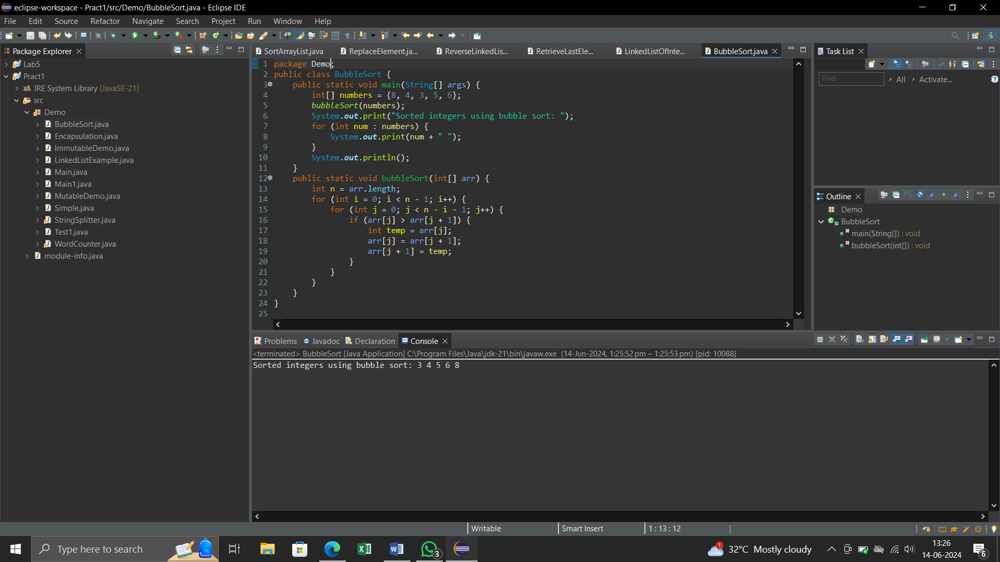 eclipse-workspace - Pract1/src/Demo/BubbleSort.java - Eclipse IDE
File Edit Source Refactor Navigate Search Project Run Window Help
Package Explorer
Lab5
Pract1
JRE System Library [JavaSE-21]
src
Demo
BubbleSort.java
Encapsulation.java
ImmutableDemo.java
LinkedListExample.java
Main.java
Main1.java
MutableDemo.java
Simple.java
StringSplitter.java
Test1.java
WordCounter.java
module-info.java
SortArrayList.java ReplaceElement.ja... ReverseLinkedLis... RetrieveLastEle... LinkedListOfInte... BubbleSort.java
1 package Demo;
2 public class BubbleSort {
3 public static void main(String[] args) {
4 int[] numbers = {8, 4, 3, 5, 6};
5 bubbleSort(numbers);
6 System.out.print("Sorted integers using bubble sort: ");
7 for (int num : numbers) {
8 System.out.print(num + " ");
9 }
10 System.out.println();
11 }
12 public static void bubbleSort(int[] arr) {
13 int n = arr.length;
14 for (int i = 0; i < n - 1; i++) {
15 for (int j = 0; j < n - i - 1; j++) {
16 if (arr[j] > arr[j + 1]) {
17 int temp = arr[j];
18 arr[j] = arr[j + 1];
19 arr[j + 1] = temp;
20 }
21 }
22 }
23 }
24 }
25
Task List
Find All Activate...
Outline
Demo
BubbleSort
main(String[]) : void
bubbleSort(int[]) : void
Problems Javadoc Declaration Console
<terminated> BubbleSort [Java Application] C:\Program Files\Java\jdk-21\bin\javaw.exe (14-Jun-2024, 1:25:52 pm – 1:25:53 pm) [pid: 10088]
Sorted integers using bubble sort: 3 4 5 6 8
Writable Smart Insert 1 : 13 : 12
Type here to search
3
1
32°C Mostly cloudy
13:26
14-06-2024
6